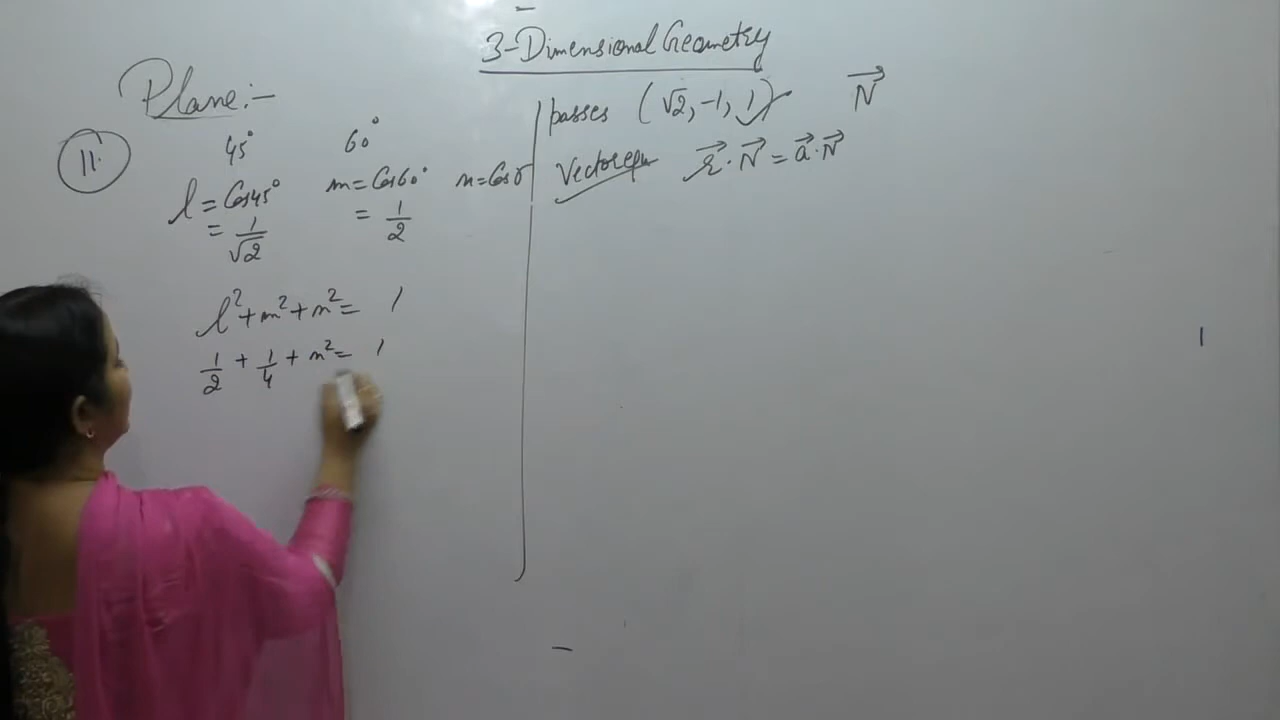 3-Dimensional Geometry
Plane:-
11.
45° 60°
l = Cos45° m = Cos60° n = Cosγ
= 1/√2 = 1/2
l² + m² + n² = 1
1/2 + 1/4 + n² = 1
passes (√2, -1, 1) N⃗
Vector eqn r⃗ · N⃗ = a⃗ · N⃗